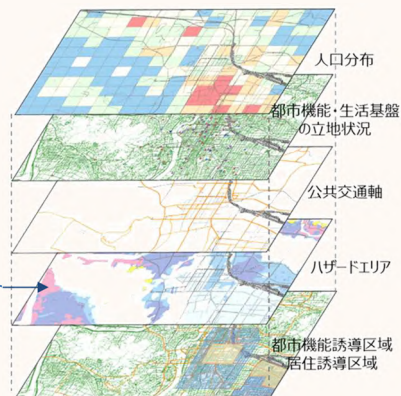 人口分布
都市機能・生活基盤
の立地状況
公共交通軸
ハザードエリア
都市機能誘導区域
居住誘導区域